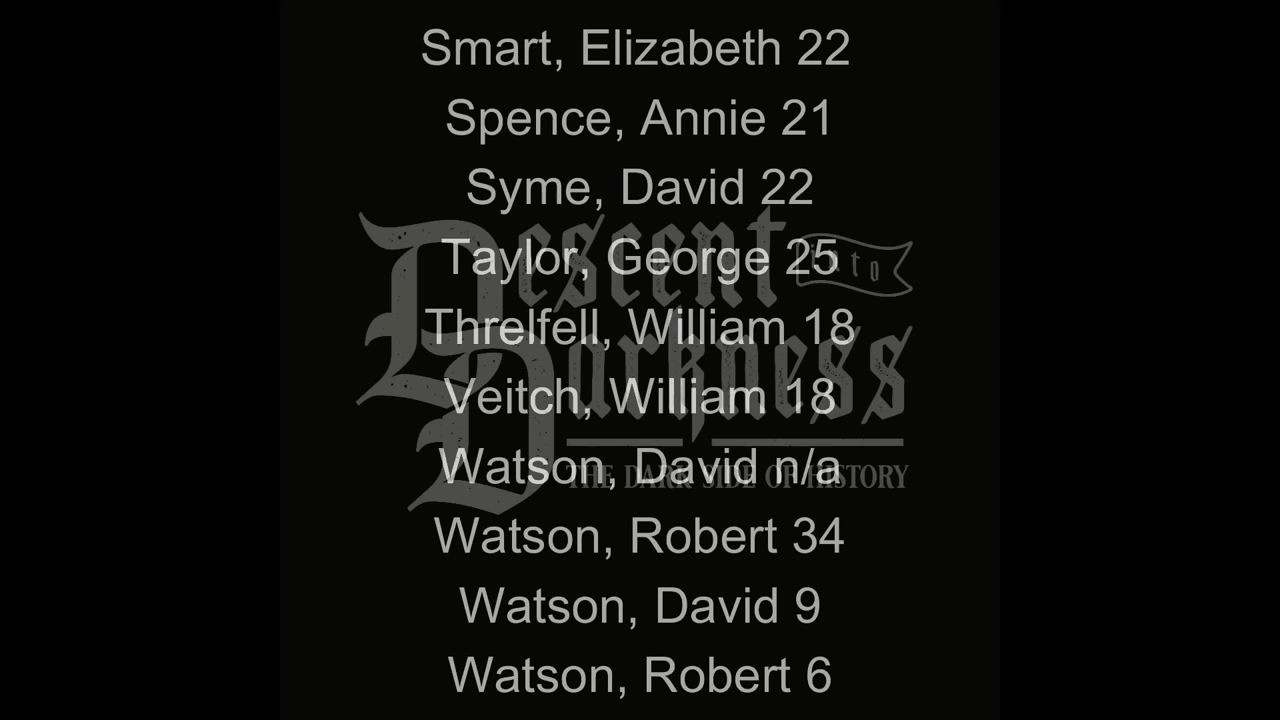 Smart, Elizabeth 22
Spence, Annie 21
Syme, David 22
Taylor, George 25
Threlfell, William 18
Veitch, William 18
Watson, David n/a
Watson, Robert 34
Watson, David 9
Watson, Robert 6
Descent into
Darkness
THE DARK SIDE OF HISTORY